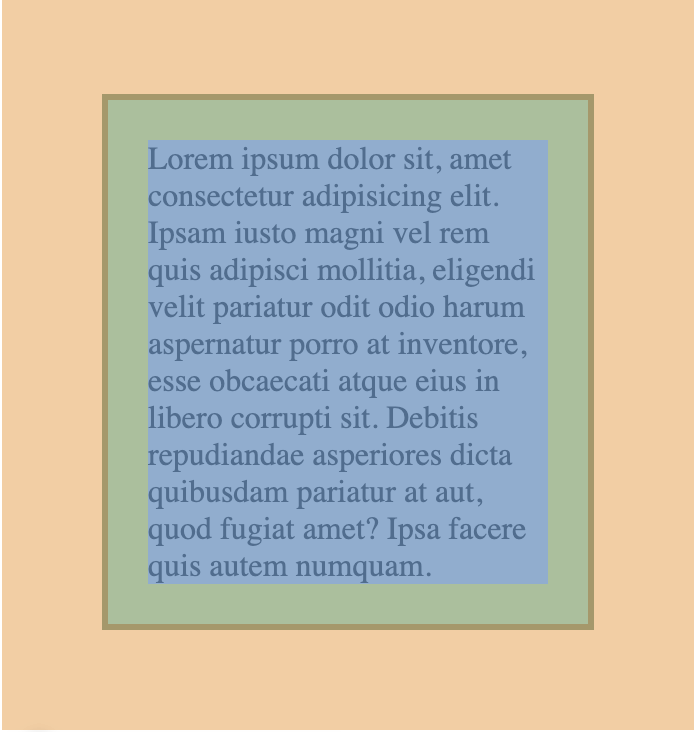 Lorem ipsum dolor sit, amet
consectetur adipisicing elit.
Ipsam iusto magni vel rem
quis adipisci mollitia, eligendi
velit pariatur odit odio harum
aspernatur porro at inventore,
esse obcaecati atque eius in
libero corrupti sit. Debitis
repudiandae asperiores dicta
quibusdam pariatur at aut,
quod fugiat amet? Ipsa facere
quis autem numquam.